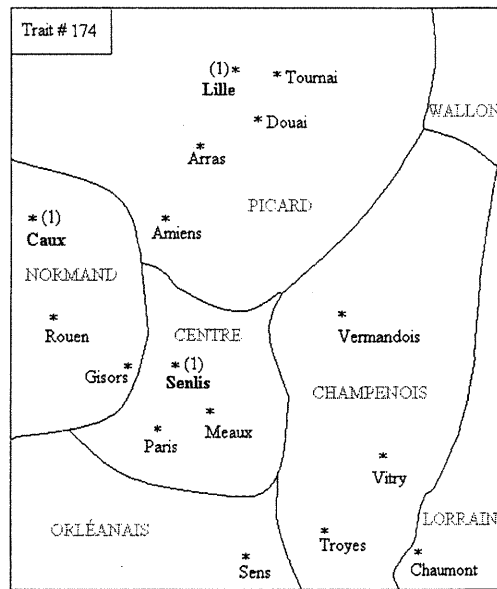 Trait # 174
(1)* *
Lille Tournai
*
Douai
WALLON
*
Arras
PICARD
*(1)
Caux
*
Amiens
NORMAND
*
Rouen
CENTRE
*
Vermandois
Gisors *
*(1)
Senlis
CHAMPENOIS
*
Paris
*
Meaux
*
Vitry
ORLÉANAIS
LORRAIN
*
Troyes
*
Sens
*
Chaumont